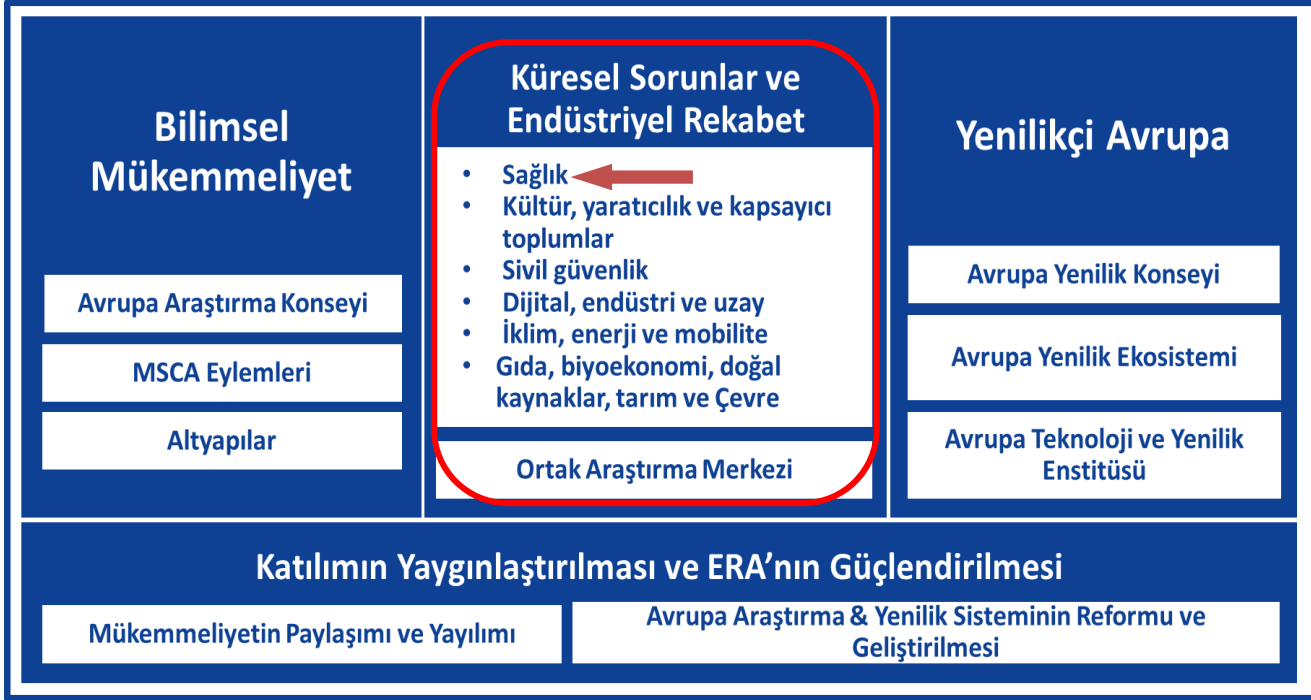 Bilimsel
Mükemmeliyet
Avrupa Araştırma Konseyi
MSCA Eylemleri
Altyapılar
Küresel Sorunlar ve
Endüstriyel Rekabet
• Sağlık
• Kültür, yaratıcılık ve kapsayıcı
toplumlar
• Sivil güvenlik
• Dijital, endüstri ve uzay
• İklim, enerji ve mobilite
• Gıda, biyoekonomi, doğal
kaynaklar, tarım ve Çevre
Ortak Araştırma Merkezi
Yenilikçi Avrupa
Avrupa Yenilik Konseyi
Avrupa Yenilik Ekosistemi
Avrupa Teknoloji ve Yenilik
Enstitüsü
Katılımın Yaygınlaştırılması ve ERA’nın Güçlendirilmesi
Mükemmeliyetin Paylaşımı ve Yayılımı
Avrupa Araştırma & Yenilik Sisteminin Reformu ve
Geliştirilmesi